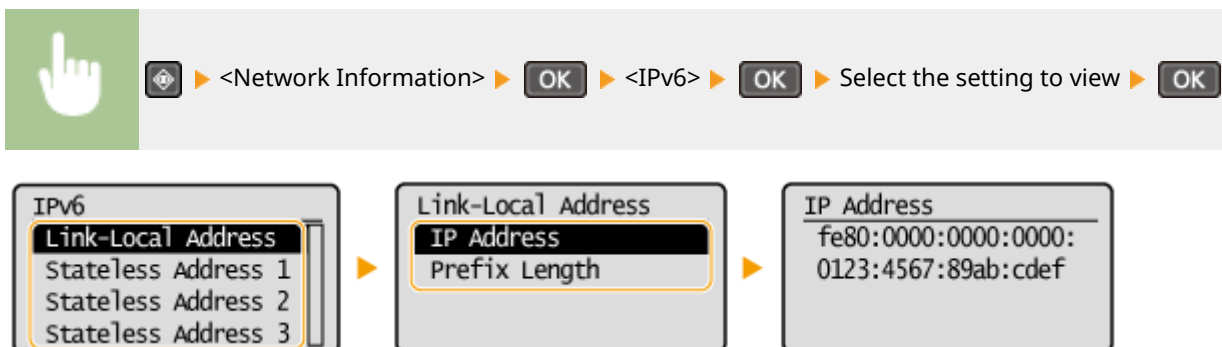 <Network Information> OK <IPv6> OK Select the setting to view OK
IPv6
Link-Local Address
Stateless Address 1
Stateless Address 2
Stateless Address 3
Link-Local Address
IP Address
Prefix Length
IP Address
fe80:0000:0000:0000:
0123:4567:89ab:cdef